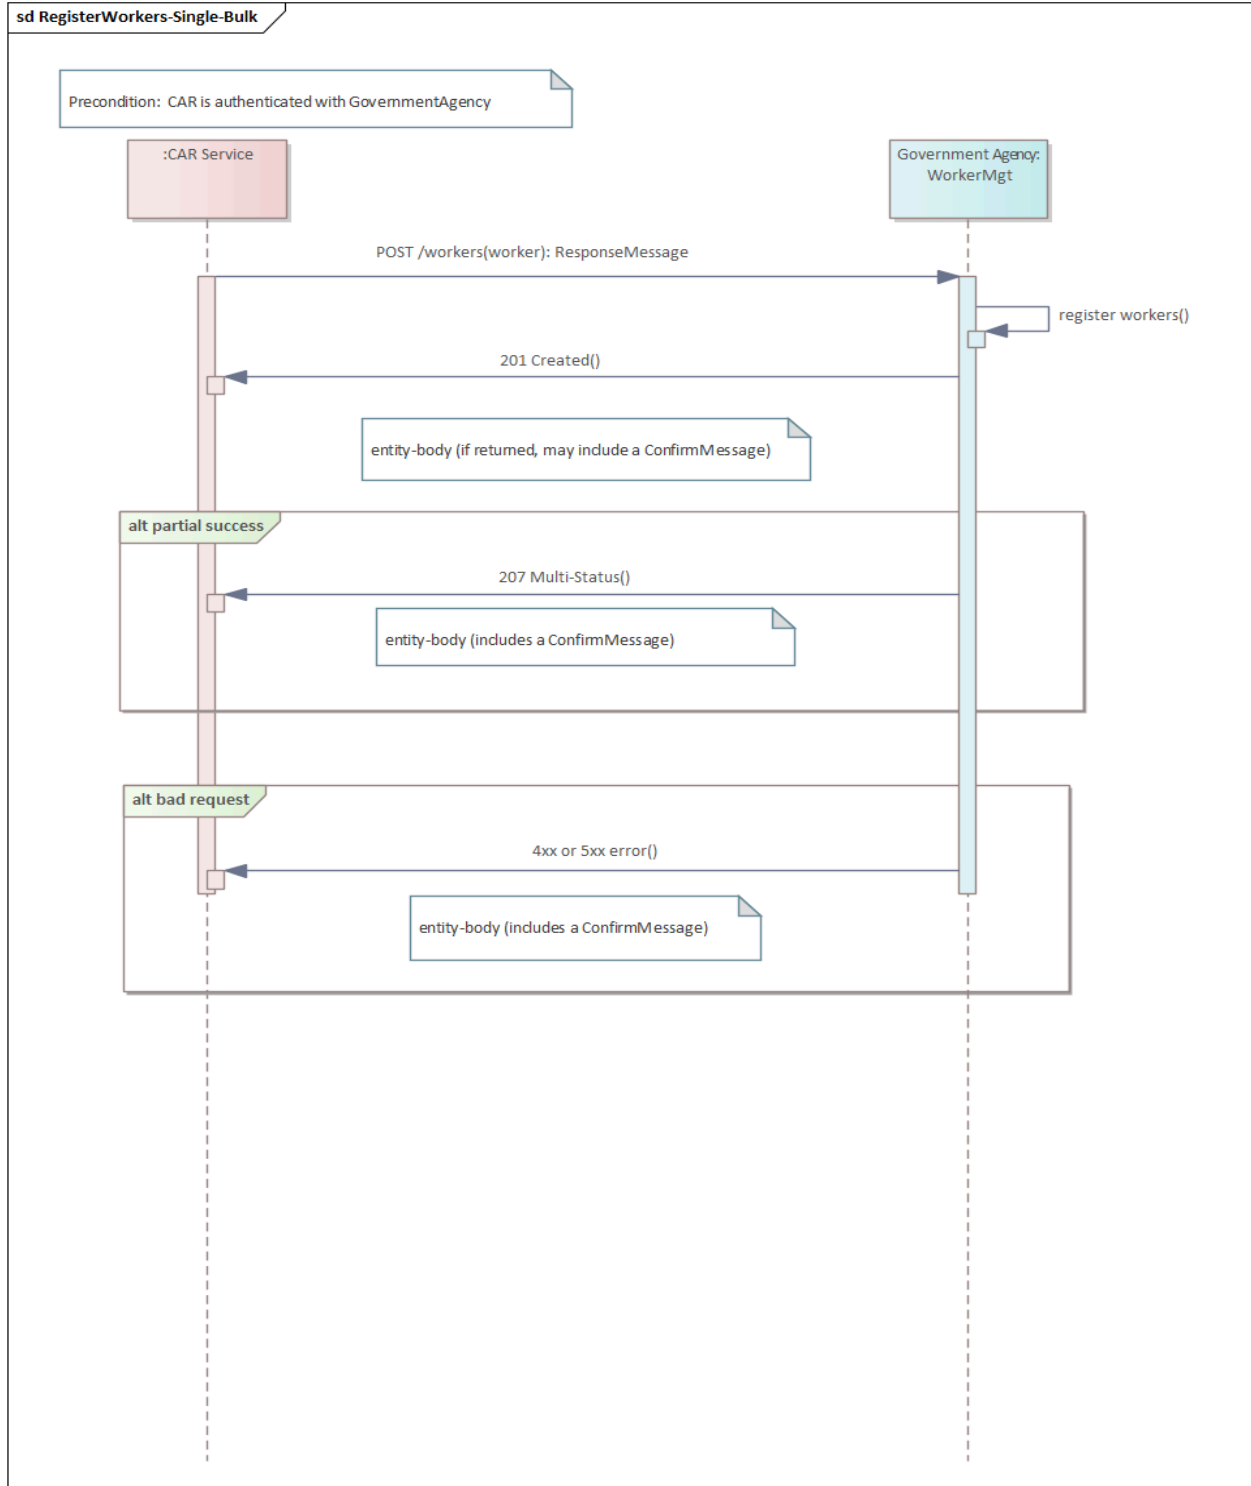 sd RegisterWorkers-Single-Bulk
Precondition: CAR is authenticated with GovernmentAgency
:CAR Service
Government Agency:
WorkerMgt
POST /workers(worker): ResponseMessage
register workers()
201 Created()
entity-body (if returned, may include a ConfirmMessage)
alt partial success
207 Multi-Status()
entity-body (includes a ConfirmMessage)
alt bad request
4xx or 5xx error()
entity-body (includes a ConfirmMessage)